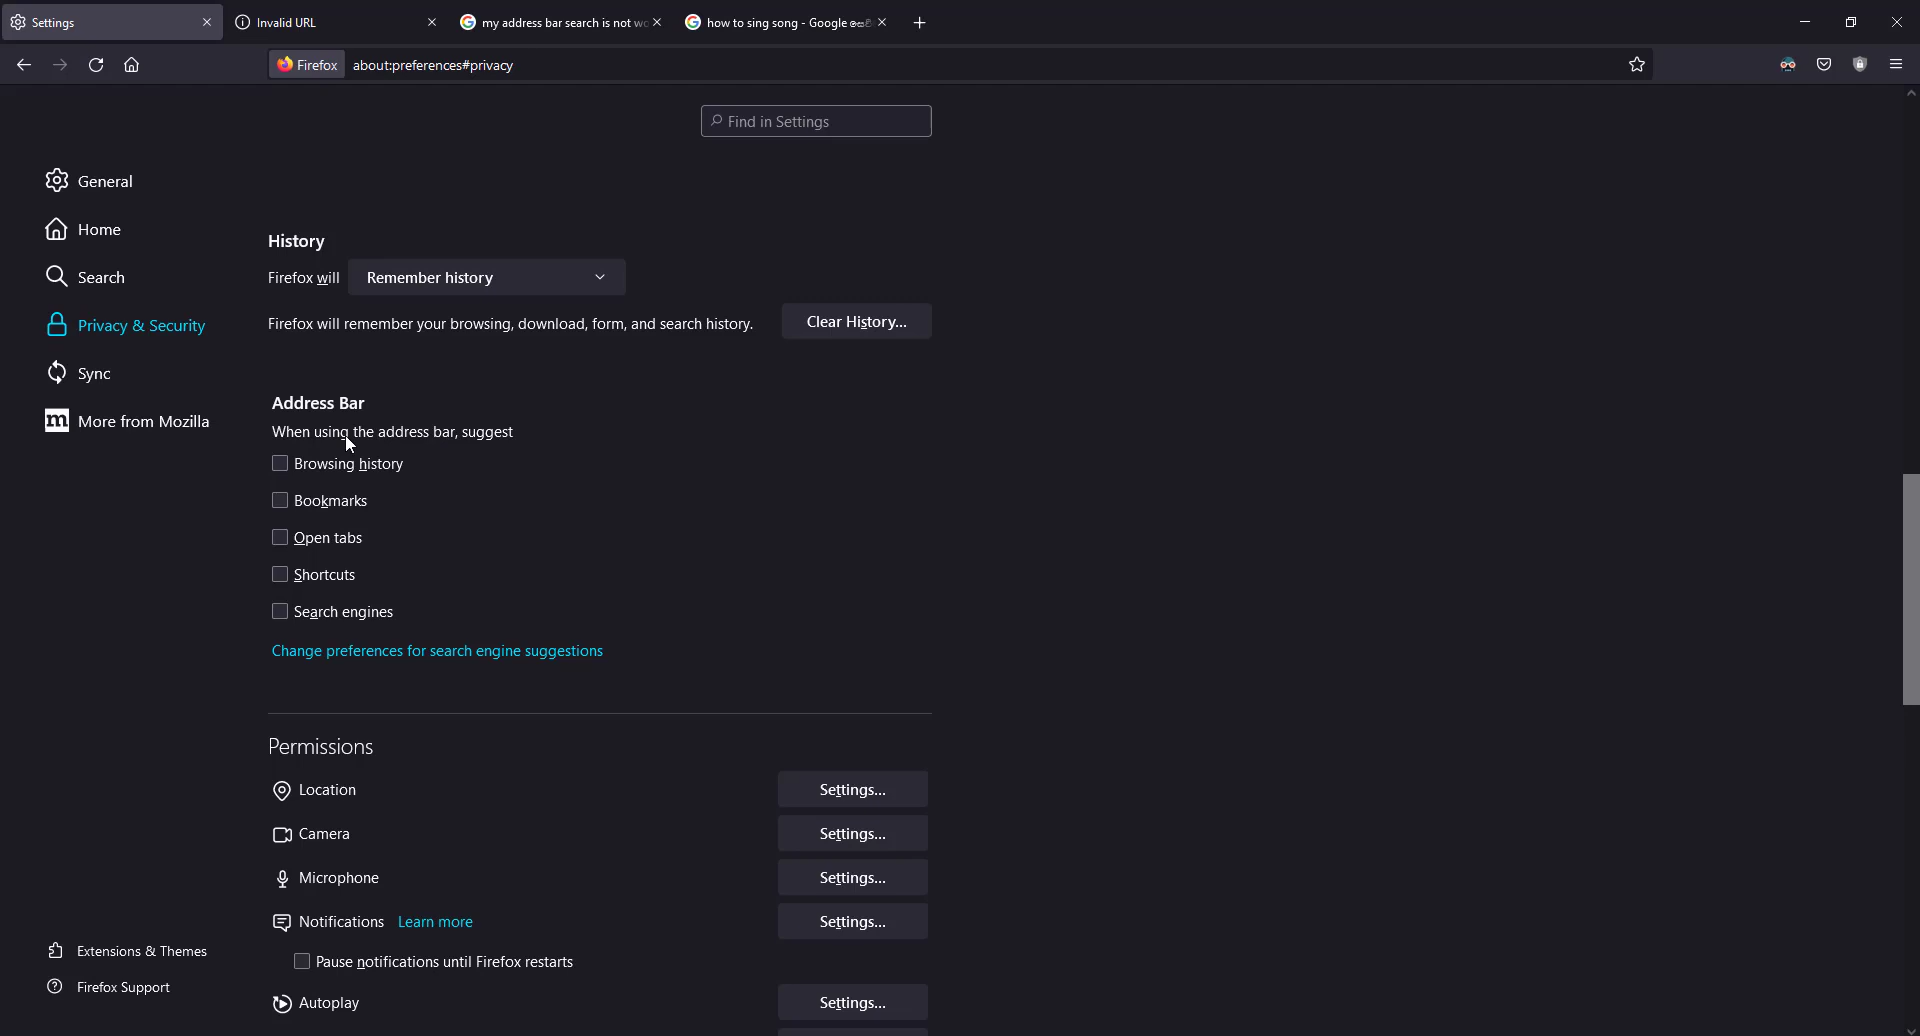 Settings
Invalid URL
my address bar search is not wo
how to sing song - Google
Firefox about:preferences#privacy
Find in Settings
General
Home
Search
Privacy & Security
Sync
m More from Mozilla
History
Firefox will Remember history
Firefox will remember your browsing, download, form, and search history. Clear History...
Address Bar
When using the address bar, suggest
Browsing history
Bookmarks
Open tabs
Shortcuts
Search engines
Change preferences for search engine suggestions
Permissions
Location Settings...
Camera Settings...
Microphone Settings...
Notifications Learn more Settings...
Pause notifications until Firefox restarts
Autoplay Settings...
Extensions & Themes
Firefox Support